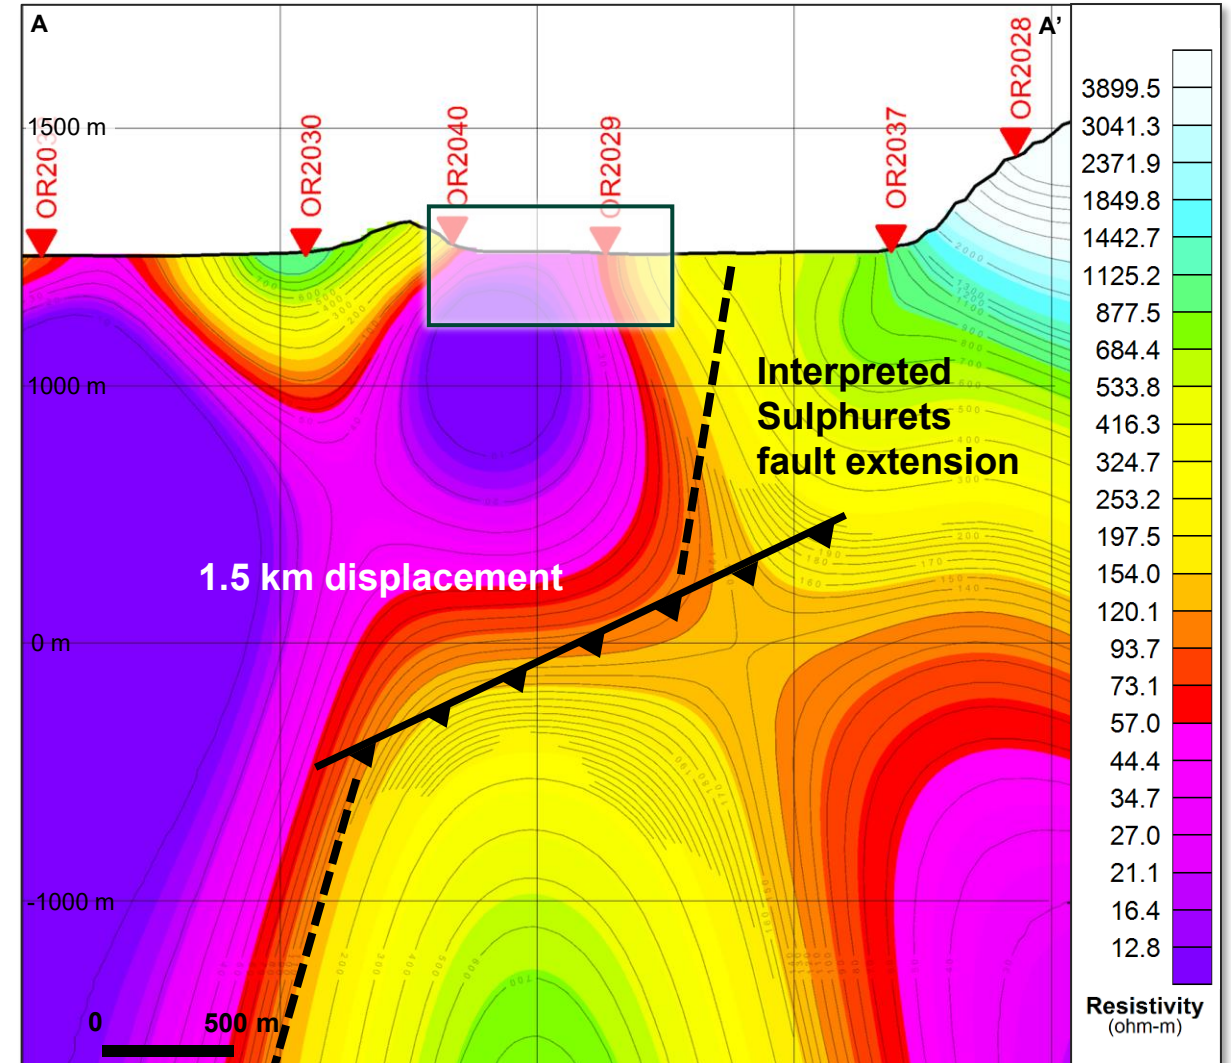 A
A’
OR2028
1500 m
OR203
OR2030
OR2040
OR2029
OR2037
1000 m
Interpreted
Sulphurets
fault extension
1.5 km displacement
0 m
-1000 m
0
500 m
3899.5
3041.3
2371.9
1849.8
1442.7
1125.2
877.5
684.4
533.8
416.3
324.7
253.2
197.5
154.0
120.1
93.7
73.1
57.0
44.4
34.7
27.0
21.1
16.4
12.8
Resistivity
(ohm-m)